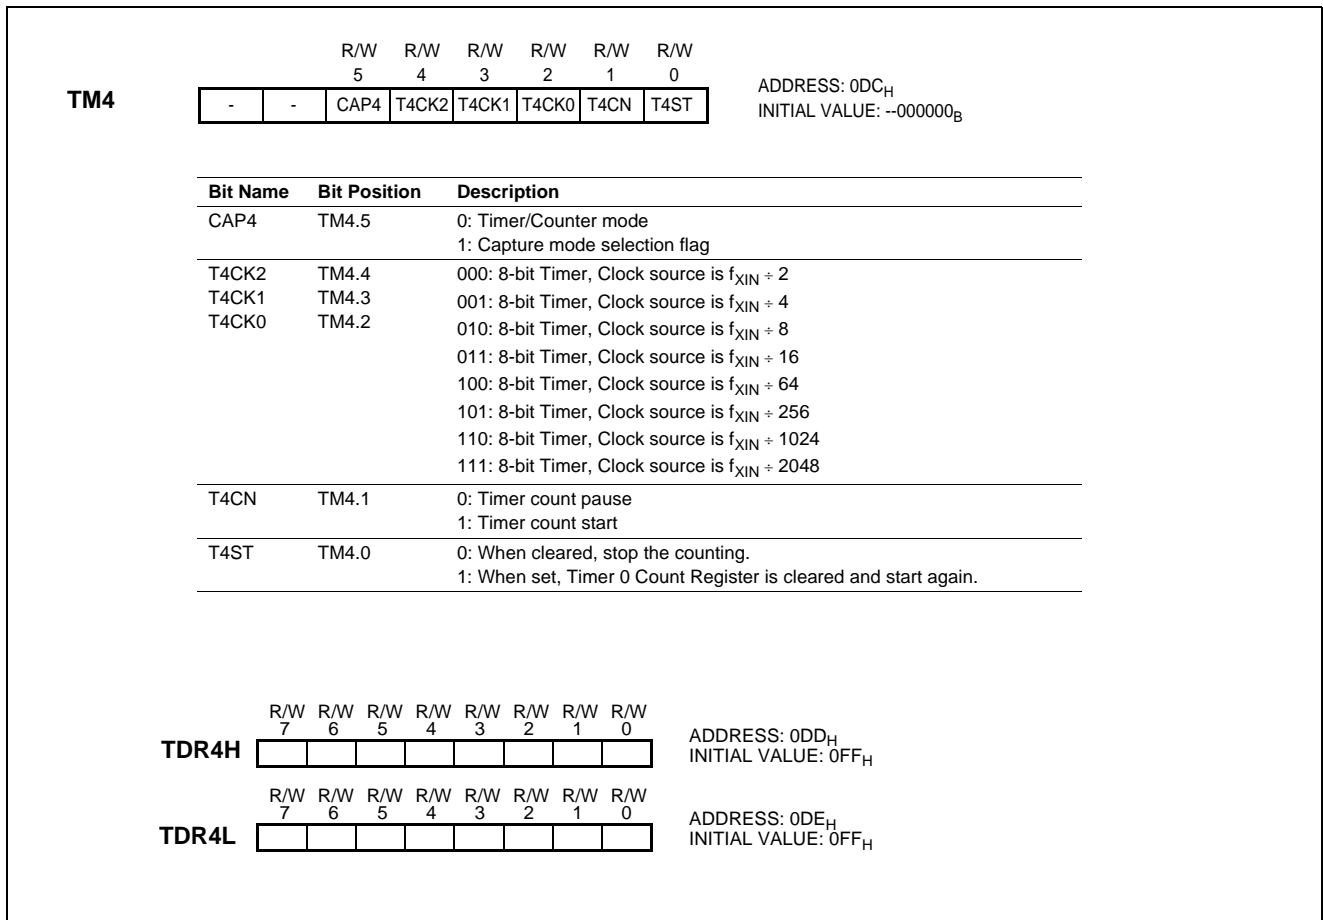 R/W R/W R/W R/W R/W R/W
5 4 3 2 1 0
TM4 - - CAP4 T4CK2 T4CK1 T4CK0 T4CN T4ST
ADDRESS: 0DCH
INITIAL VALUE: --000000B
Bit Name Bit Position Description
CAP4 TM4.5 0: Timer/Counter mode
1: Capture mode selection flag
T4CK2 TM4.4 000: 8-bit Timer, Clock source is fXIN ÷ 2
T4CK1 TM4.3 001: 8-bit Timer, Clock source is fXIN ÷ 4
T4CK0 TM4.2 010: 8-bit Timer, Clock source is fXIN ÷ 8
011: 8-bit Timer, Clock source is fXIN ÷ 16
100: 8-bit Timer, Clock source is fXIN ÷ 64
101: 8-bit Timer, Clock source is fXIN ÷ 256
110: 8-bit Timer, Clock source is fXIN ÷ 1024
111: 8-bit Timer, Clock source is fXIN ÷ 2048
T4CN TM4.1 0: Timer count pause
1: Timer count start
T4ST TM4.0 0: When cleared, stop the counting.
1: When set, Timer 0 Count Register is cleared and start again.
R/W R/W R/W R/W R/W R/W R/W R/W
7 6 5 4 3 2 1 0
TDR4H
ADDRESS: 0DDH
INITIAL VALUE: 0FFH
R/W R/W R/W R/W R/W R/W R/W R/W
7 6 5 4 3 2 1 0
TDR4L
ADDRESS: 0DEH
INITIAL VALUE: 0FFH